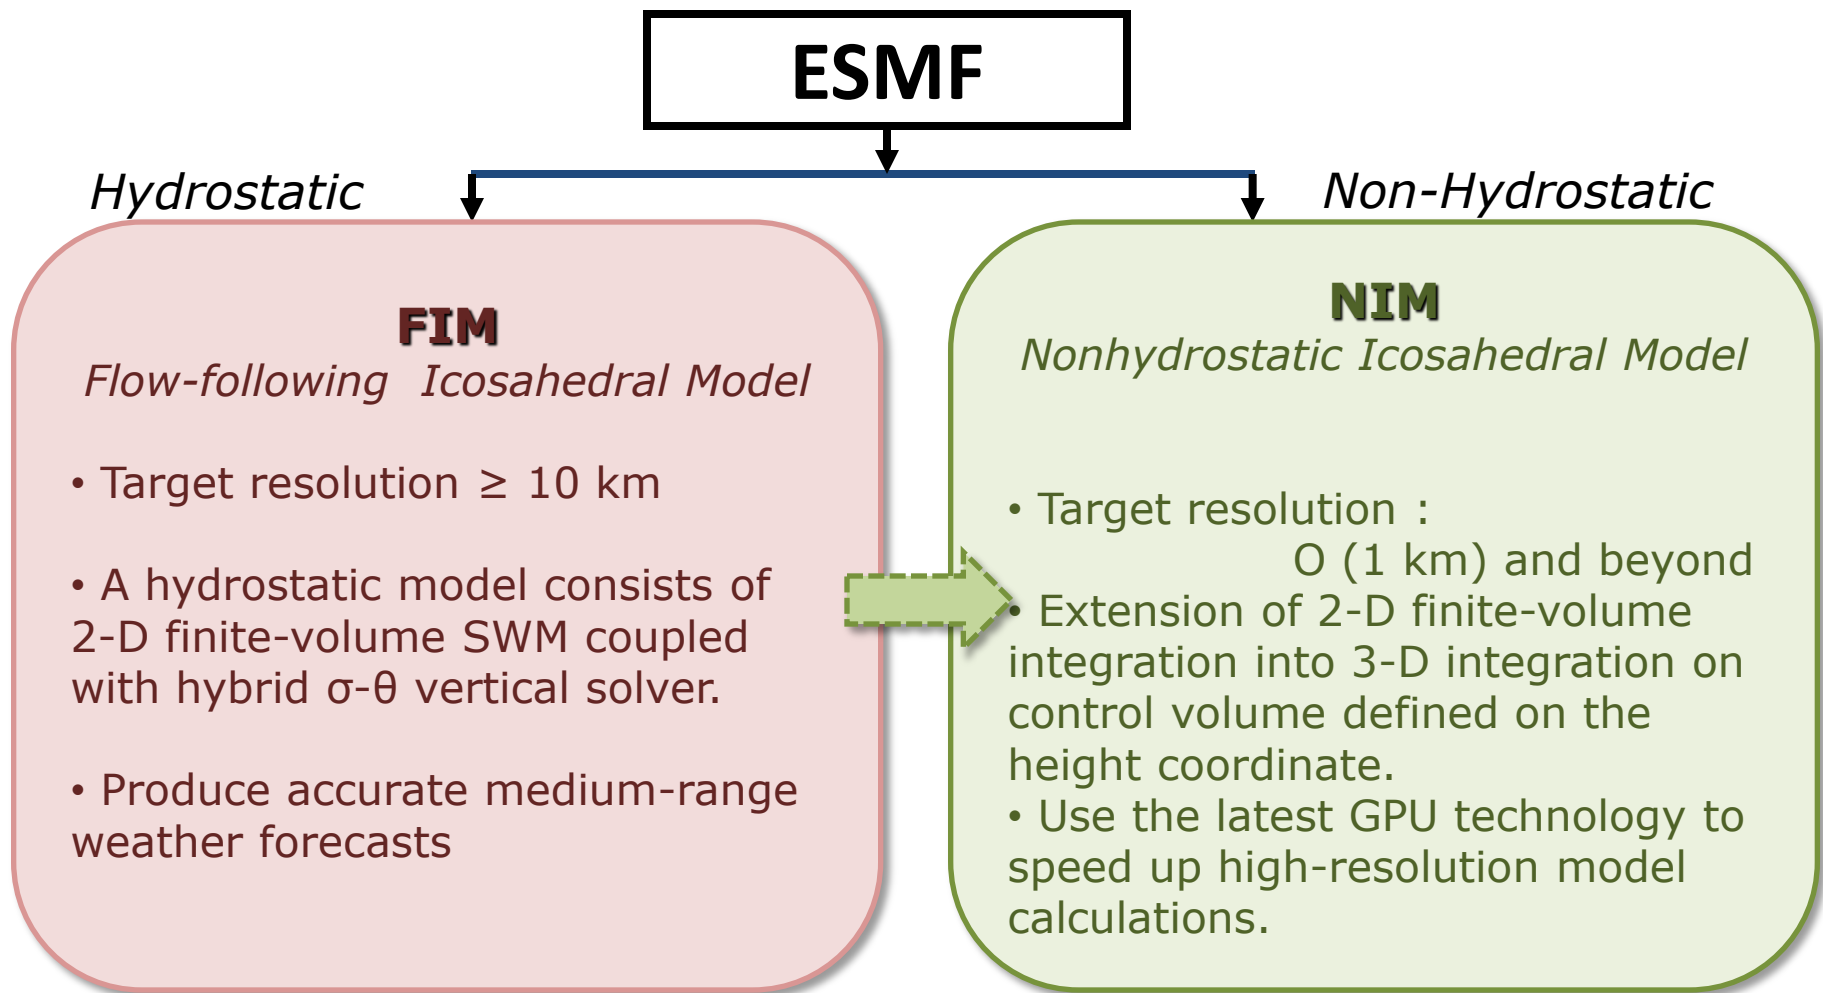 ESMF
Hydrostatic
Non-Hydrostatic
FIM
Flow-following Icosahedral Model
• Target resolution ≥ 10 km
• A hydrostatic model consists of
2-D finite-volume SWM coupled
with hybrid σ-θ vertical solver.
• Produce accurate medium-range
weather forecasts
NIM
Nonhydrostatic Icosahedral Model
• Target resolution :
O (1 km) and beyond
• Extension of 2-D finite-volume
integration into 3-D integration on
control volume defined on the
height coordinate.
• Use the latest GPU technology to
speed up high-resolution model
calculations.